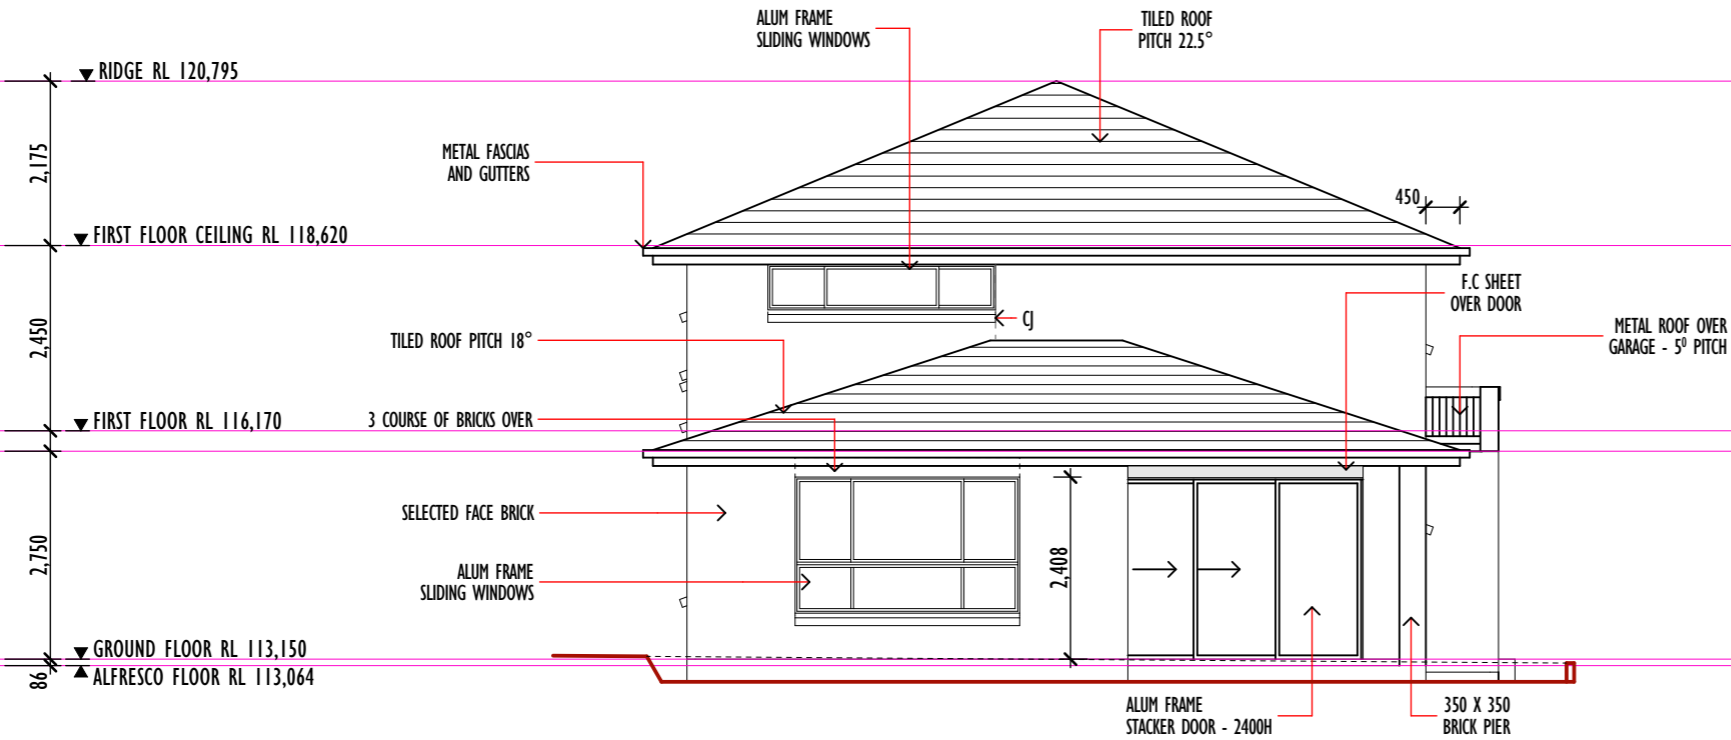 ALUM FRAME
SLIDING WINDOWS
TILED ROOF
PITCH 22.5°
RIDGE RL 120,795
METAL FASCIAS
AND GUTTERS
2,175
450
FIRST FLOOR CEILING RL 118,620
F.C SHEET
OVER DOOR
CJ
METAL ROOF OVER
GARAGE - 5⁰ PITCH
TILED ROOF PITCH 18°
2,450
FIRST FLOOR RL 116,170
3 COURSE OF BRICKS OVER
SELECTED FACE BRICK
2,750
2,408
ALUM FRAME
SLIDING WINDOWS
GROUND FLOOR RL 113,150
86
ALFRESCO FLOOR RL 113,064
ALUM FRAME
STACKER DOOR - 2400H
350 X 350
BRICK PIER